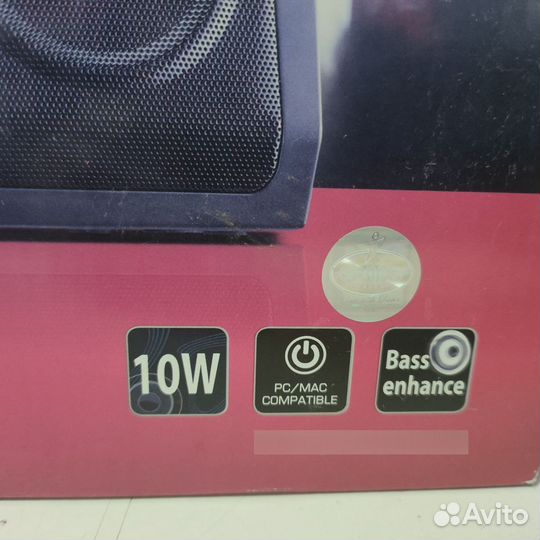 10W
PC/MAC
COMPATIBLE
Bass
enhance
Avito